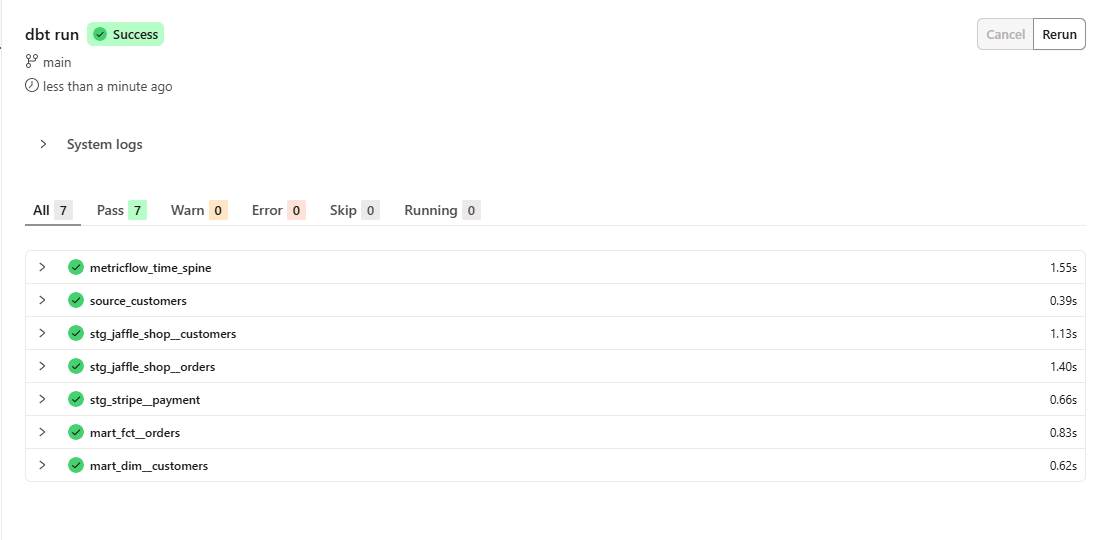 dbt run Success Cancel Rerun
main
less than a minute ago
System logs
All 7 Pass 7 Warn 0 Error 0 Skip 0 Running 0
metricflow_time_spine 1.55s
source_customers 0.39s
stg_jaffle_shop__customers 1.13s
stg_jaffle_shop__orders 1.40s
stg_stripe__payment 0.66s
mart_fct__orders 0.83s
mart_dim__customers 0.62s